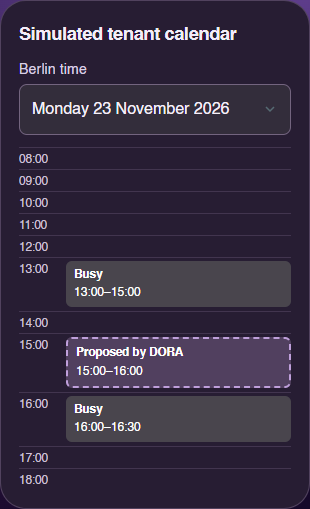 Simulated tenant calendar
Berlin time
Monday 23 November 2026
08:00
09:00
10:00
11:00
12:00
13:00
Busy
13:00–15:00
14:00
15:00
Proposed by DORA
15:00–16:00
16:00
Busy
16:00–16:30
17:00
18:00